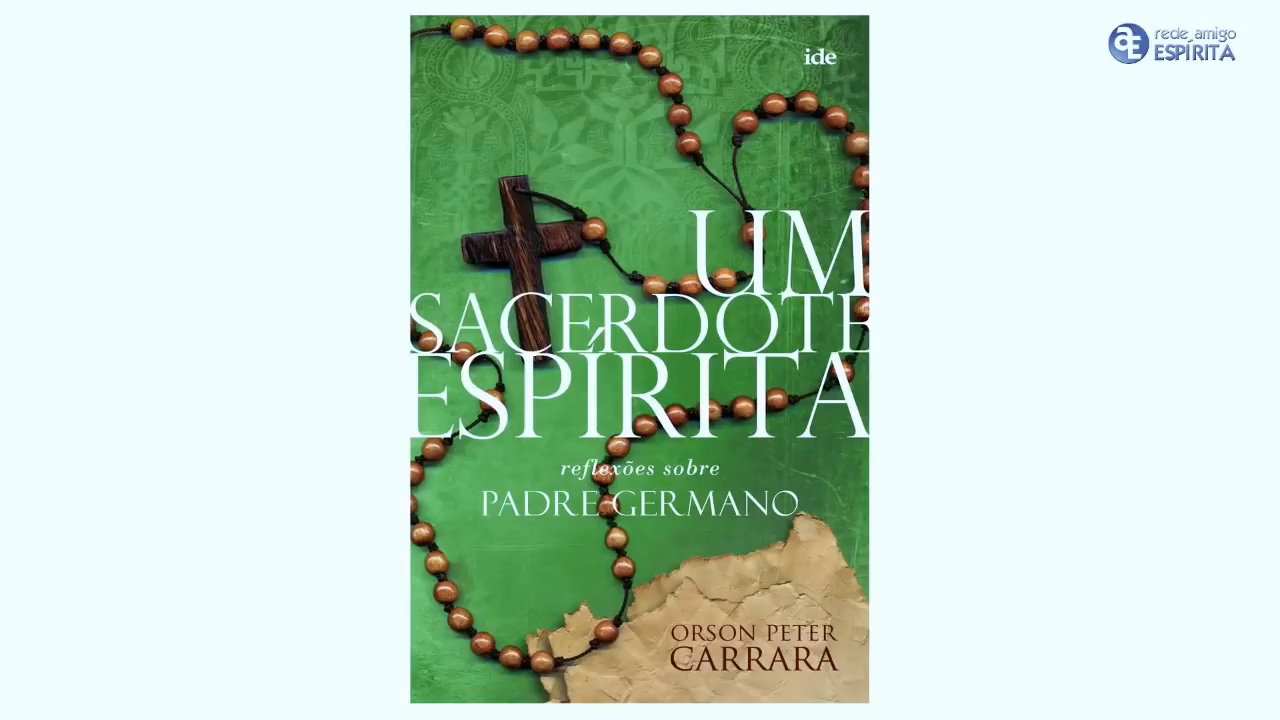 ide
rede amigo
ESPÍRITA
UM
SACERDOTE
ESPÍRITA
reflexões sobre
PADRE GERMANO
ORSON PETER
CARRARA